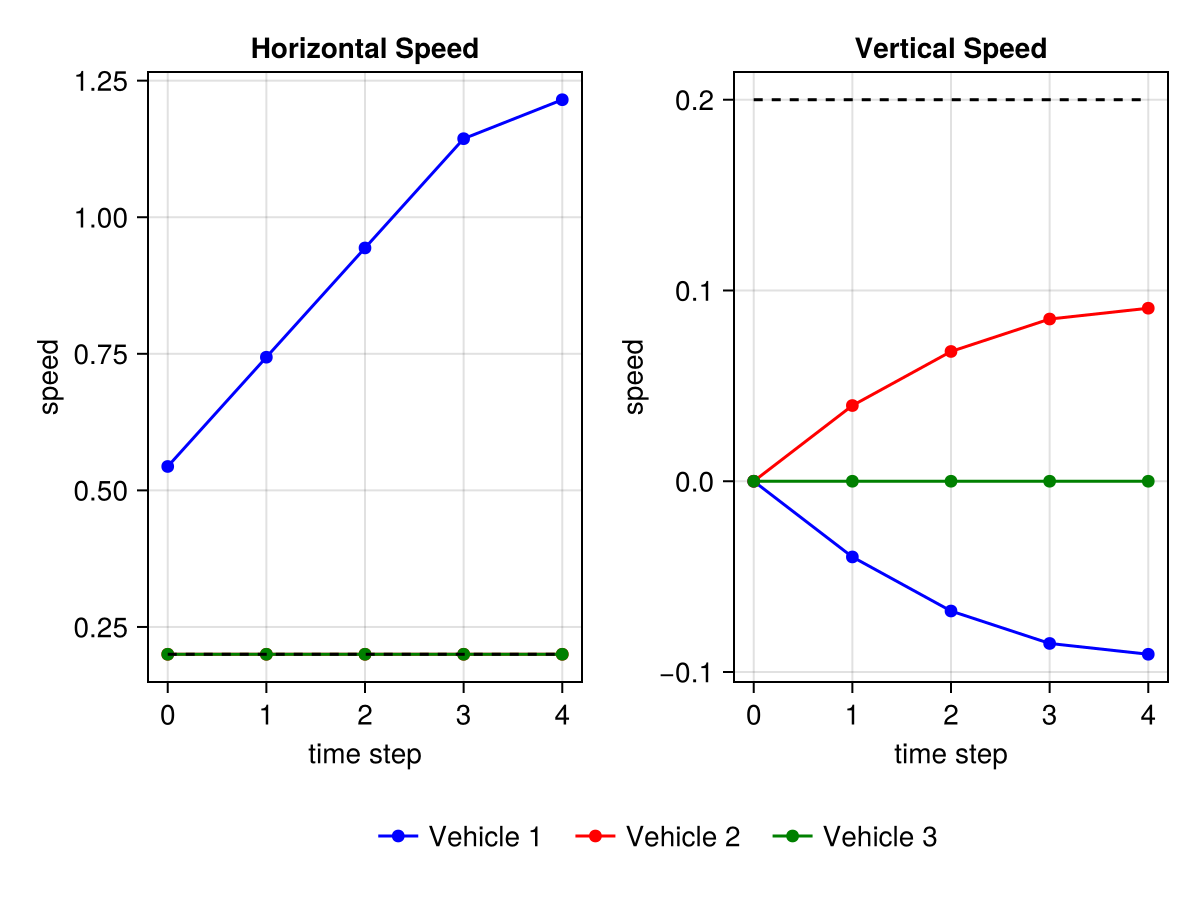 Horizontal Speed
1.25
1.00
0.75
0.50
0.25
speed
0 1 2 3 4
time step
Vertical Speed
0.2
0.1
0.0
−0.1
speed
0 1 2 3 4
time step
Vehicle 1 Vehicle 2 Vehicle 3